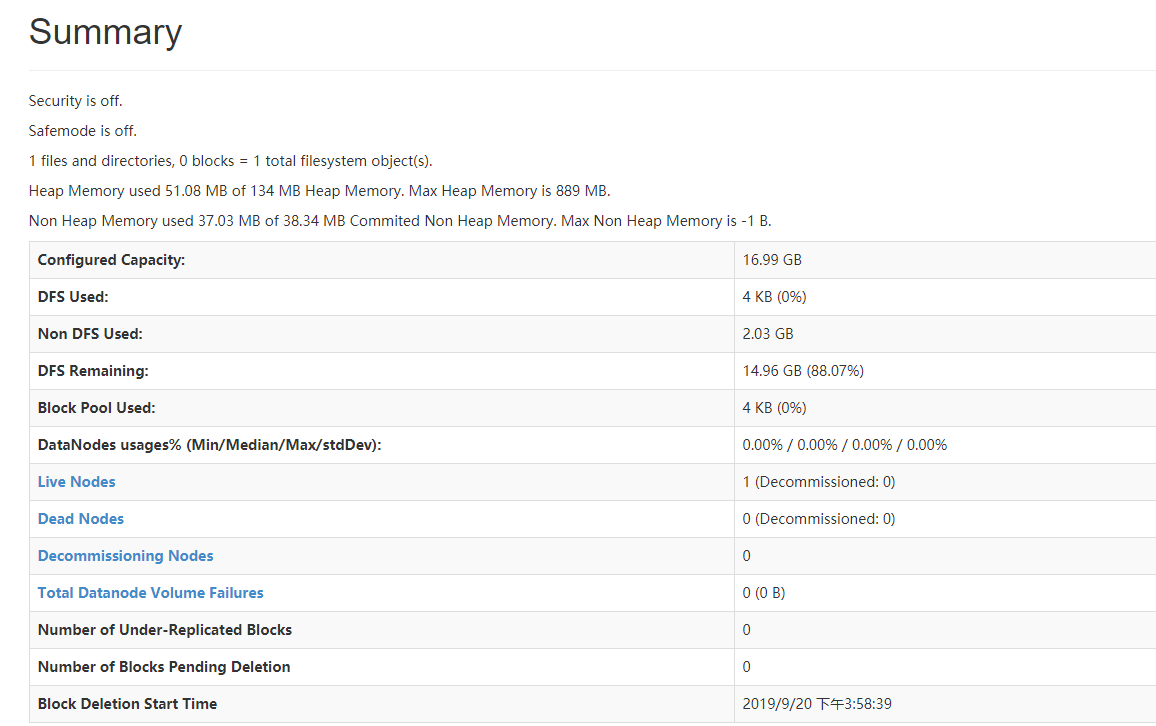 Summary
Security is off.
Safemode is off.
1 files and directories, 0 blocks = 1 total filesystem object(s).
Heap Memory used 51.08 MB of 134 MB Heap Memory. Max Heap Memory is 889 MB.
Non Heap Memory used 37.03 MB of 38.34 MB Commited Non Heap Memory. Max Non Heap Memory is -1 B.
Configured Capacity: 16.99 GB
DFS Used: 4 KB (0%)
Non DFS Used: 2.03 GB
DFS Remaining: 14.96 GB (88.07%)
Block Pool Used: 4 KB (0%)
DataNodes usages% (Min/Median/Max/stdDev): 0.00% / 0.00% / 0.00% / 0.00%
Live Nodes 1 (Decommissioned: 0)
Dead Nodes 0 (Decommissioned: 0)
Decommissioning Nodes 0
Total Datanode Volume Failures 0 (0 B)
Number of Under-Replicated Blocks 0
Number of Blocks Pending Deletion 0
Block Deletion Start Time 2019/9/20 下午3:58:39